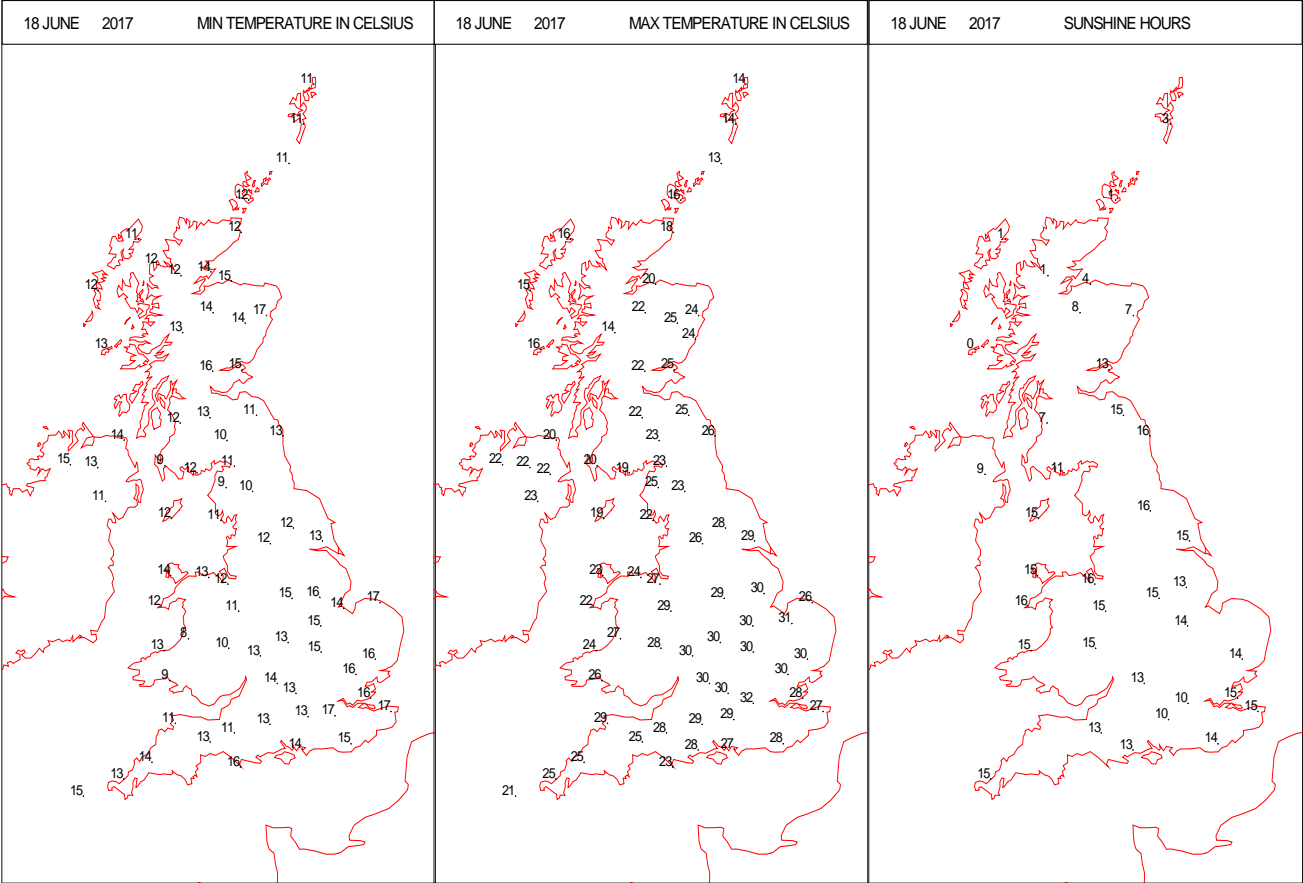 18 JUNE 2017 MIN TEMPERATURE IN CELSIUS
11
11
11
12
12
11
12 12 14
15
12
14 14 17
13
13
16 15
12 13 11
14 10 13
15 13 9 12 11
9 10
11
12 11
12 12 13
14 13 12
15 16
12 11 14 17
15
8 13
13 10 13 15 16
9 14 13 16
16
11 13 13 17 17
13 11
14 14 15
16
13
15
18 JUNE 2017 MAX TEMPERATURE IN CELSIUS
14
14
13
16
18
16
20
15
22 25 24
14 24
16
22 25
22 25
20 23 26
22 22 22 20 19 23
25 23
23
19 22
28
26 29
23 24 27
29 30
22 29 26
30 31
27 30
24 28 30 30 30
26 30 30
30 32 28
27
29 28 29 29
25 28 27 28
25 23
25
21
18 JUNE 2017 SUNSHINE HOURS
3
1
1
1 4
8 7
0
13
7 15
16
9 11
15 16
15
15 16 13
15
16 15 14
15 15 14
13
10 15 15
13 10
13 14
15